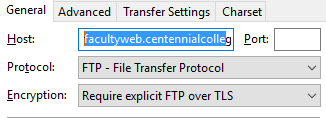 General Advanced Transfer Settings Charset
Host: facultyweb.centennialcolleg Port:
Protocol: FTP - File Transfer Protocol
Encryption: Require explicit FTP over TLS